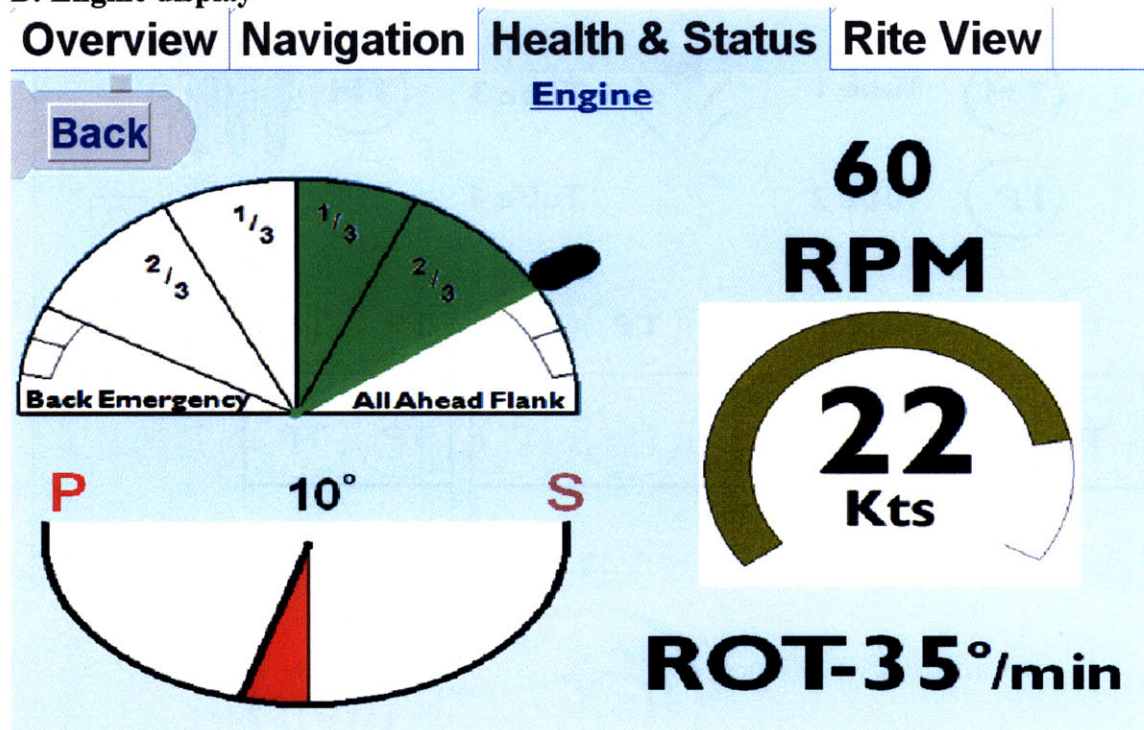 Overview Navigation Health & Status Rite View
Engine
Back
60
RPM
1/3 1/3
2/3 2/3
Back Emergency All Ahead Flank
22
Kts
P 10° S
ROT-35°/min